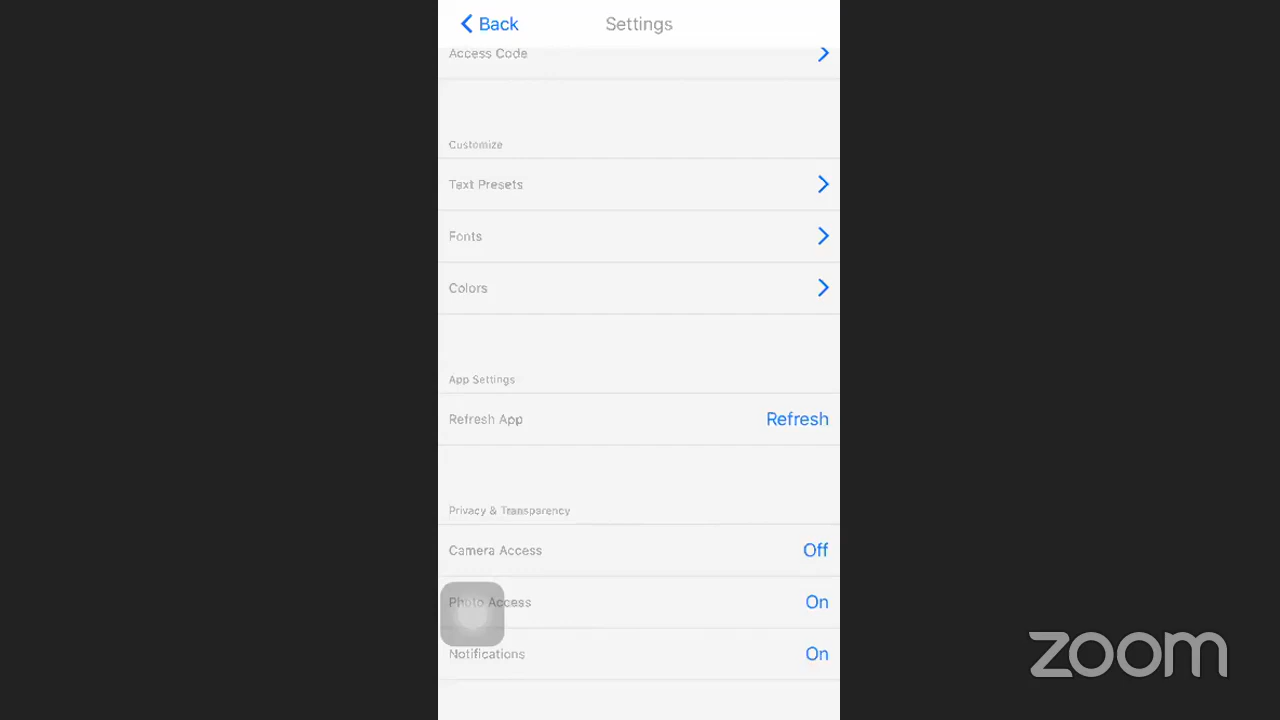 Back
Settings
Access Code
Customize
Text Presets
Fonts
Colors
App Settings
Refresh App Refresh
Privacy & Transparency
Camera Access Off
Photo Access On
Notifications On
zoom